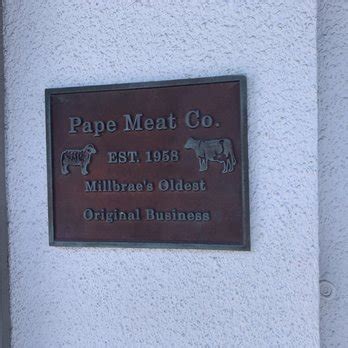 Pape Meat Co.
EST. 1958
Millbrae's Oldest
Original Business